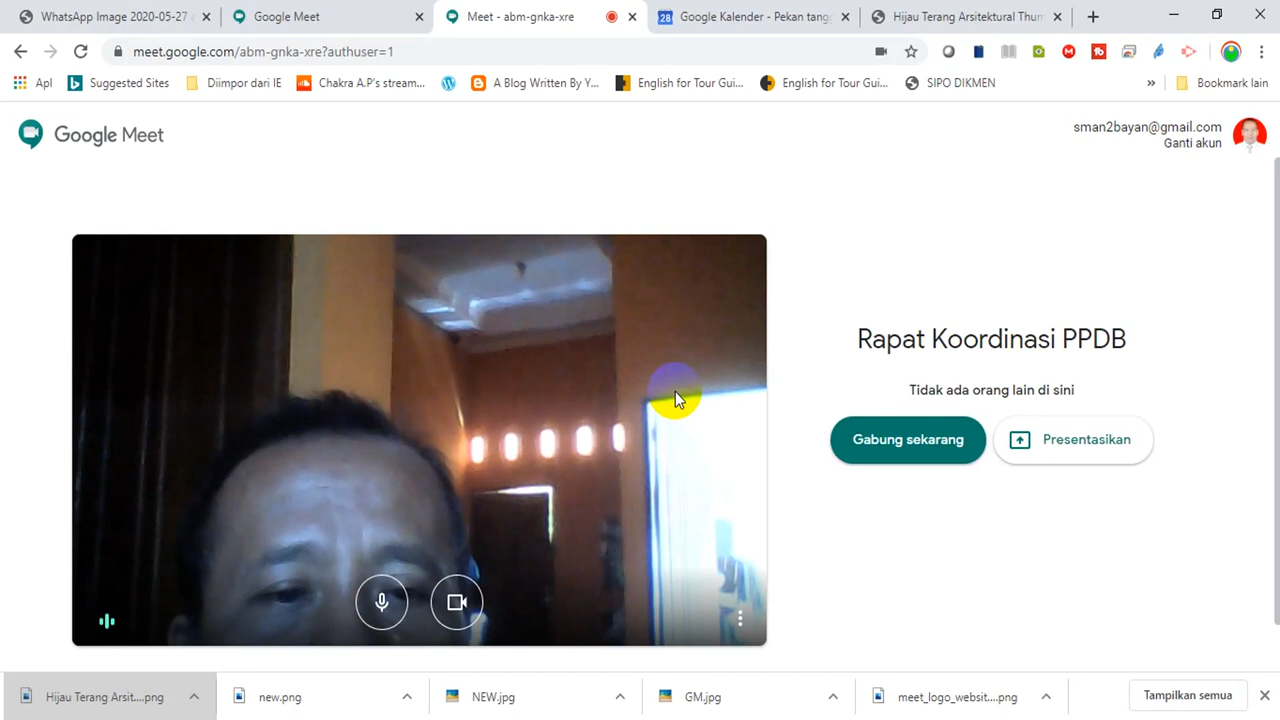 WhatsApp Image 2020-05-27
Google Meet
Meet - abm-gnka-xre
28
Google Kalender - Pekan tang
Hijau Terang Arsitektural Thun
meet.google.com/abm-gnka-xre?authuser=1
Apl
Suggested Sites
Diimpor dari IE
Chakra A.P's stream...
A Blog Written By Y...
English for Tour Gui...
English for Tour Gui...
SIPO DIKMEN
»
Bookmark lain
Google Meet
sman2bayan@gmail.com
Ganti akun
Rapat Koordinasi PPDB
Tidak ada orang lain di sini
Gabung sekarang
Presentasikan
Hijau Terang Arsit....png
new.png
NEW.jpg
GM.jpg
meet_logo_websit....png
Tampilkan semua